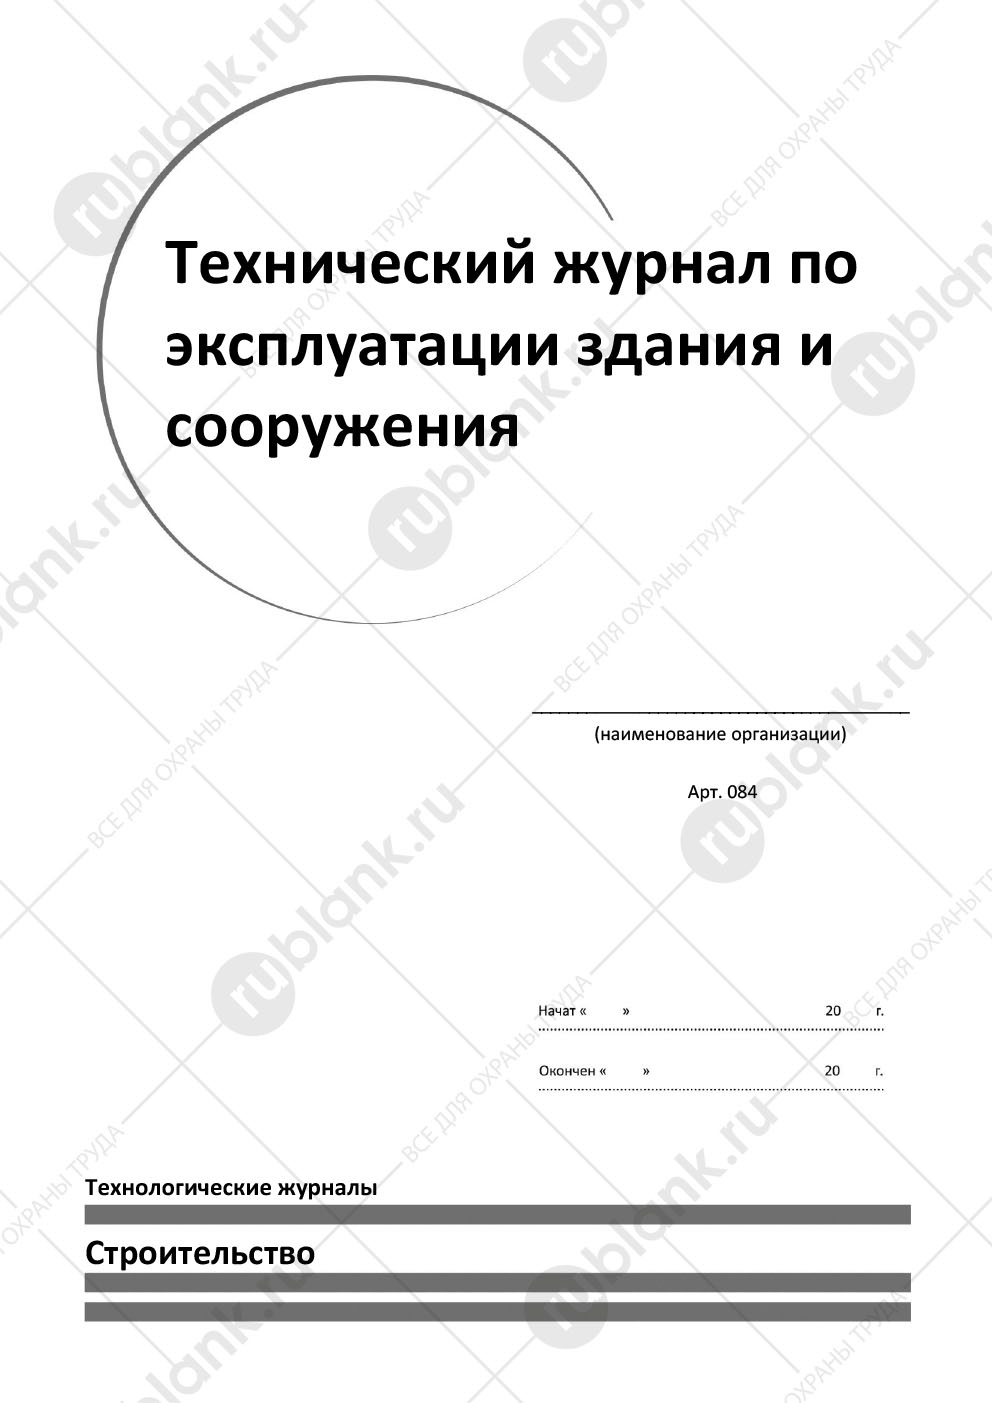 Технический журнал по
эксплуатации здания и
сооружения
(наименование организации)
Арт. 084
Начат « » 20 г.
Окончен « » 20 г.
Технологические журналы
Строительство
rublank.ru
ВСЕ ДЛЯ ОХРАНЫ ТРУДА